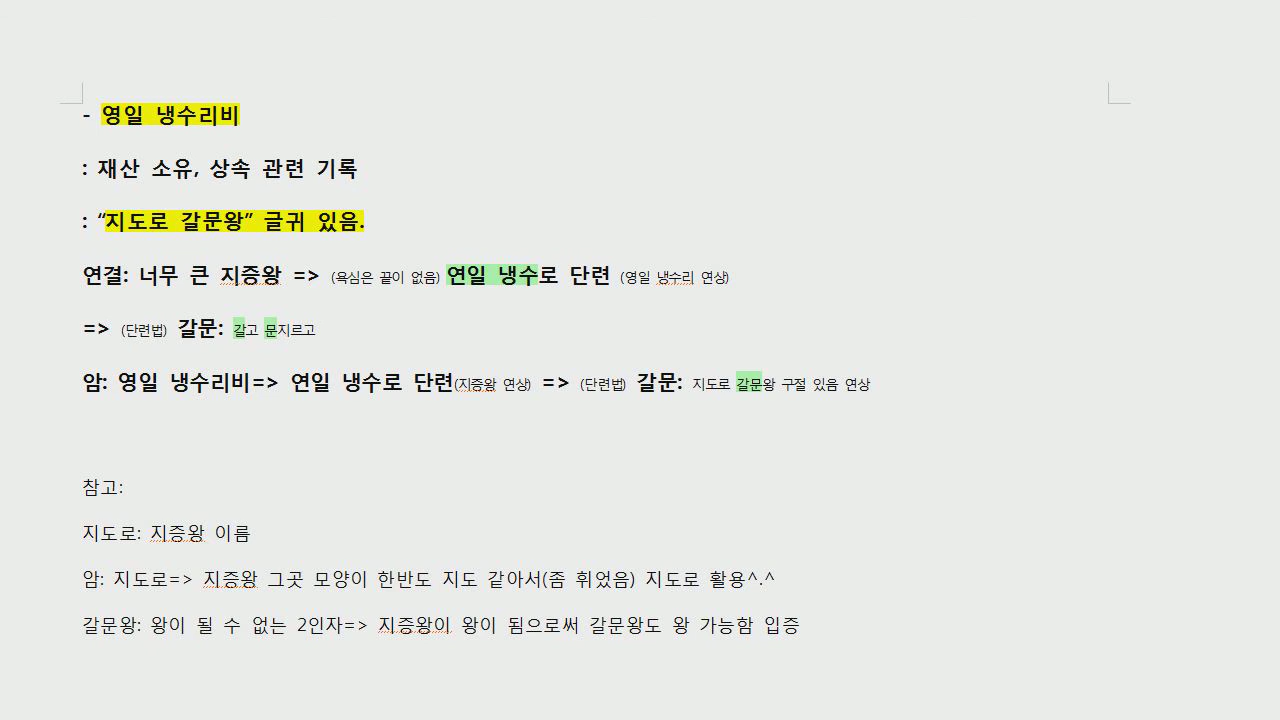 - 영일 냉수리비
: 재산 소유, 상속 관련 기록
: “지도로 갈문왕” 글귀 있음.
연결: 너무 큰 지증왕 => (욕심은 끝이 없음) 연일 냉수로 단련 (영일 냉수리 연상)
=> (단련법) 갈문: 갈고 문지르고
암: 영일 냉수리비=> 연일 냉수로 단련(지증왕 연상) => (단련법) 갈문: 지도로 갈문왕 구절 있음 연상
참고:
지도로: 지증왕 이름
암: 지도로=> 지증왕 그곳 모양이 한반도 지도 같아서(좀 휘었음) 지도로 활용^.^
갈문왕: 왕이 될 수 없는 2인자=> 지증왕이 왕이 됨으로써 갈문왕도 왕 가능함 입증